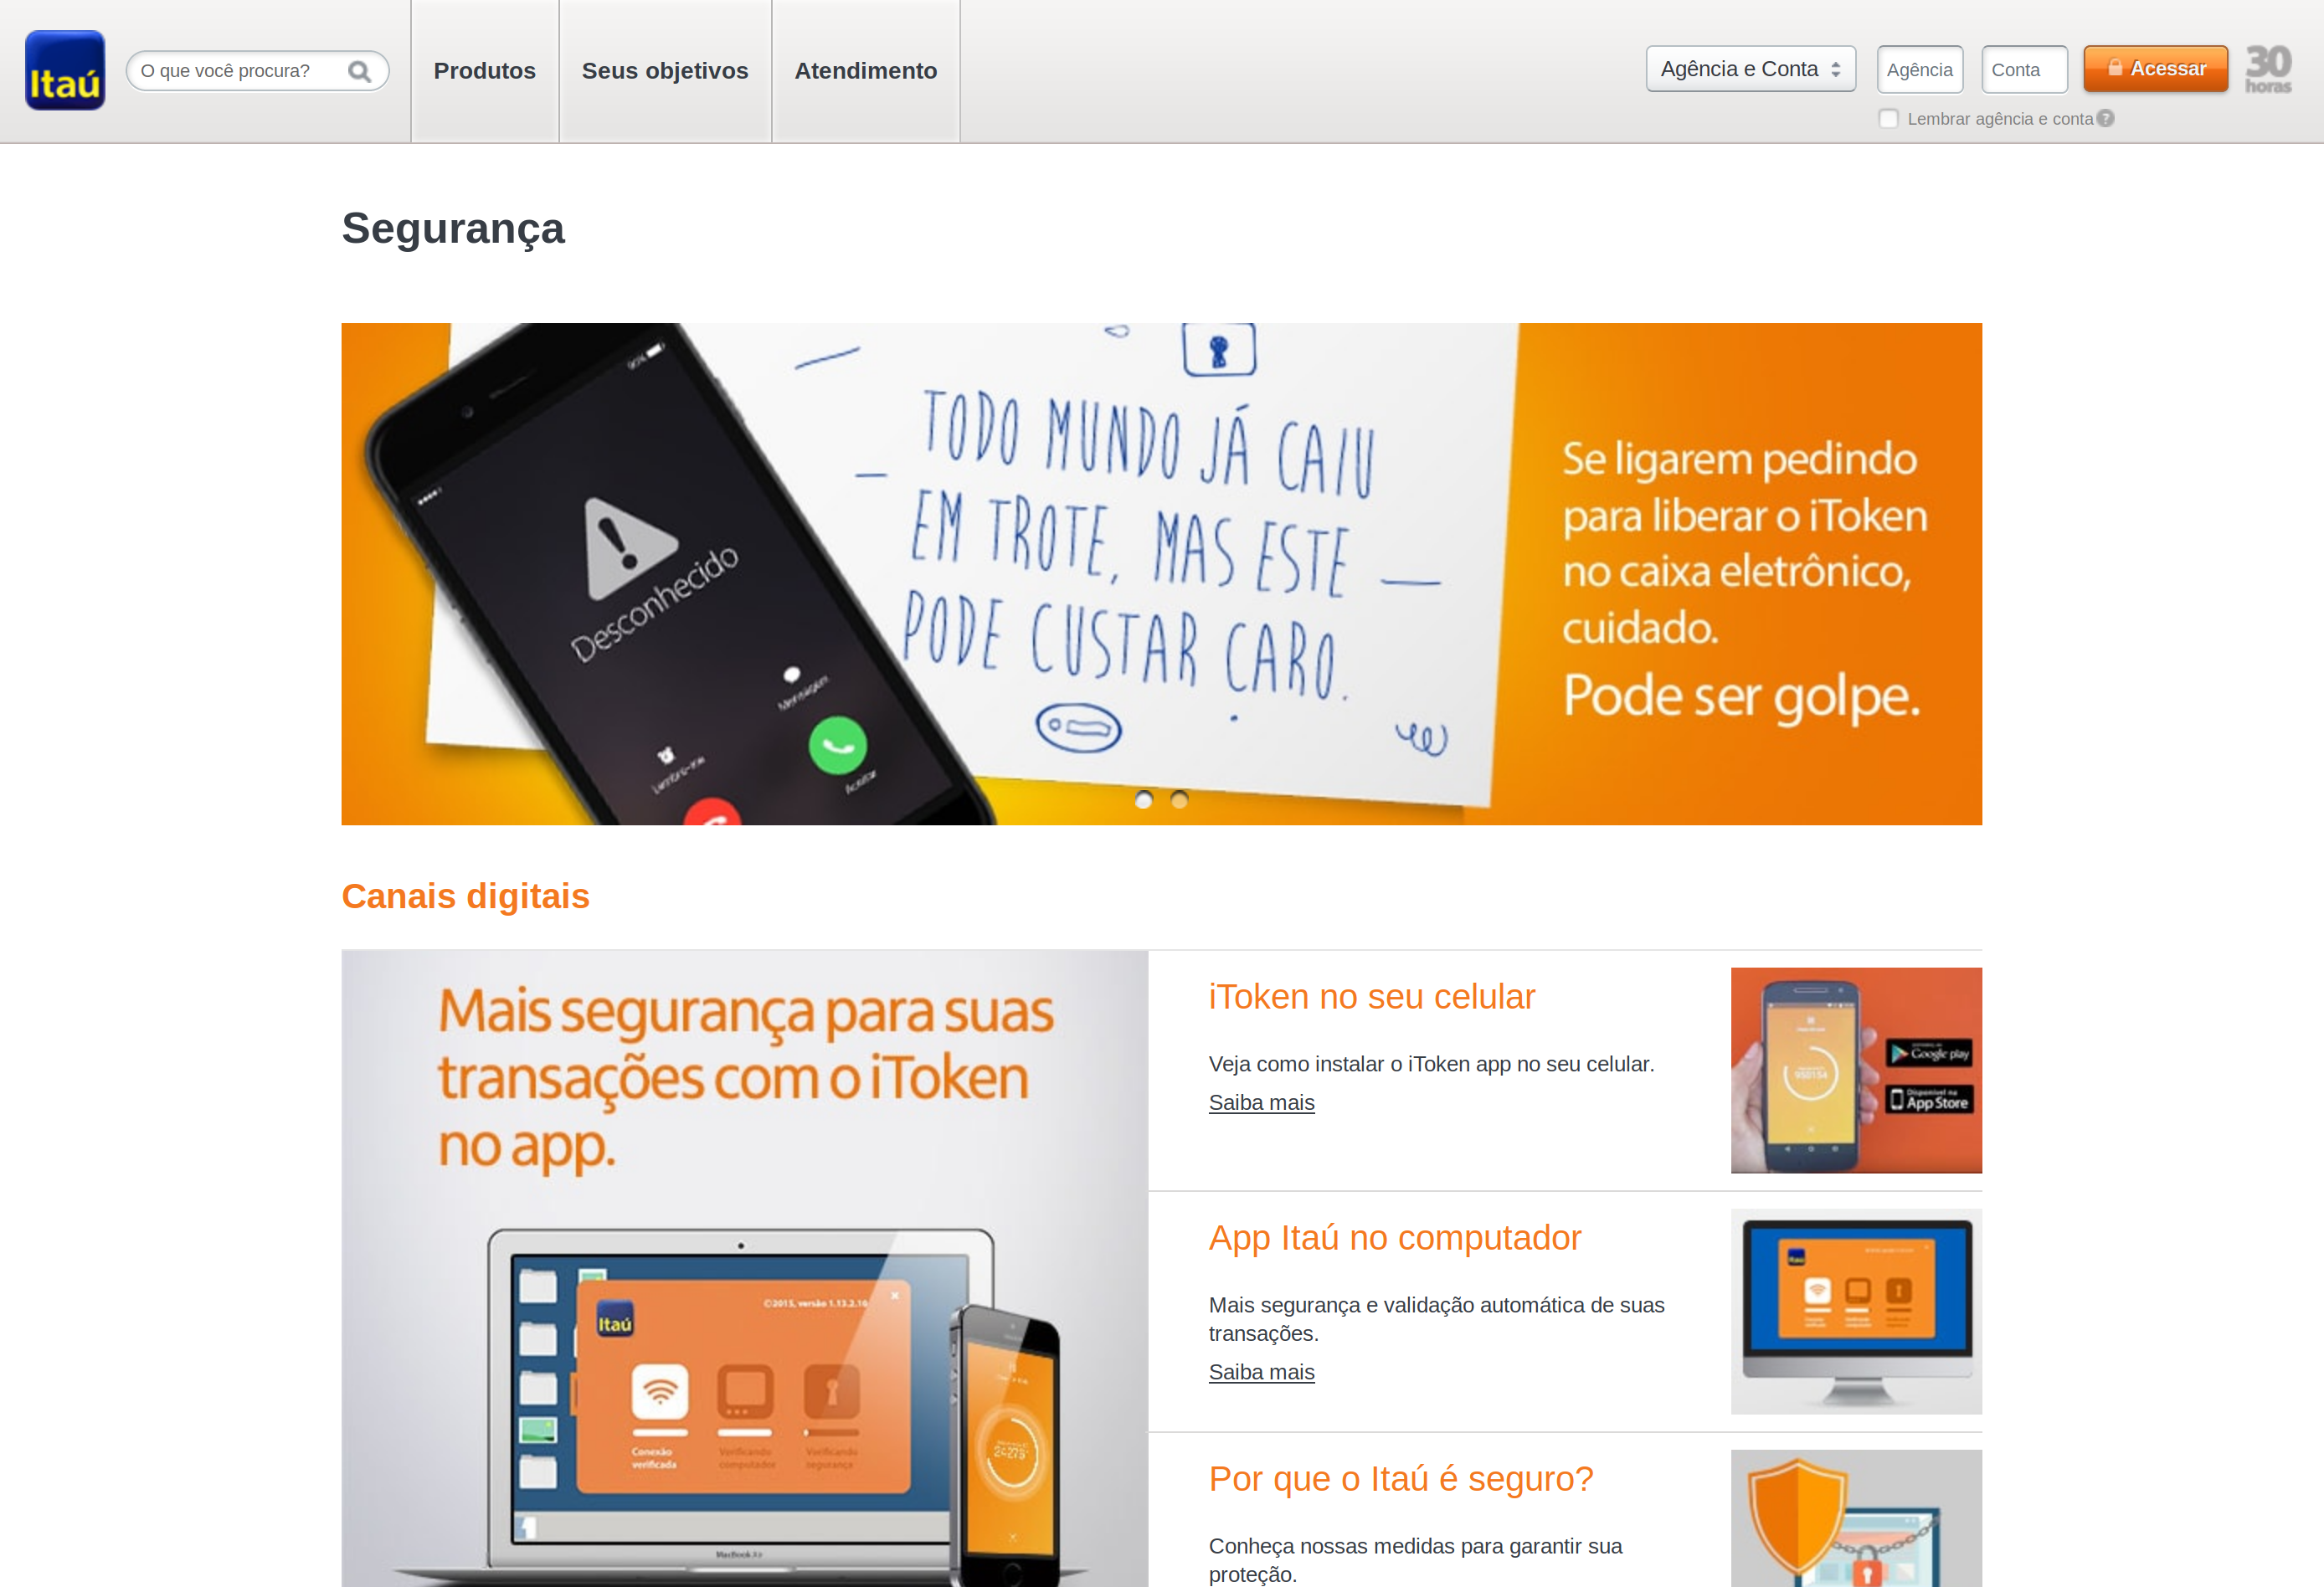 Itaú
O que você procura?
Produtos
Seus objetivos
Atendimento
Agência e Conta
Agência
Conta
Acessar
30
horas
Lembrar agência e conta
?
Segurança
90%
Desconhecido
Mensagem
Lembre-me
Aceitar
TODO MUNDO JÁ CAIU
EM TROTE, MAS ESTE
PODE CUSTAR CARO.
Se ligarem pedindo
para liberar o iToken
no caixa eletrônico,
cuidado.
Pode ser golpe.
Canais digitais
Mais segurança para suas
transações com o iToken
no app.
©2015, versão 1.13.2.10
Itaú
Conexão
verificada
Verificando
computador
Verificando
segurança
MacBook Air
iToken no seu celular
Veja como instalar o iToken app no seu celular.
Saiba mais
Google play
Disponível na
App Store
App Itaú no computador
Mais segurança e validação automática de suas
transações.
Saiba mais
Itaú
Por que o Itaú é seguro?
Conheça nossas medidas para garantir sua
proteção.